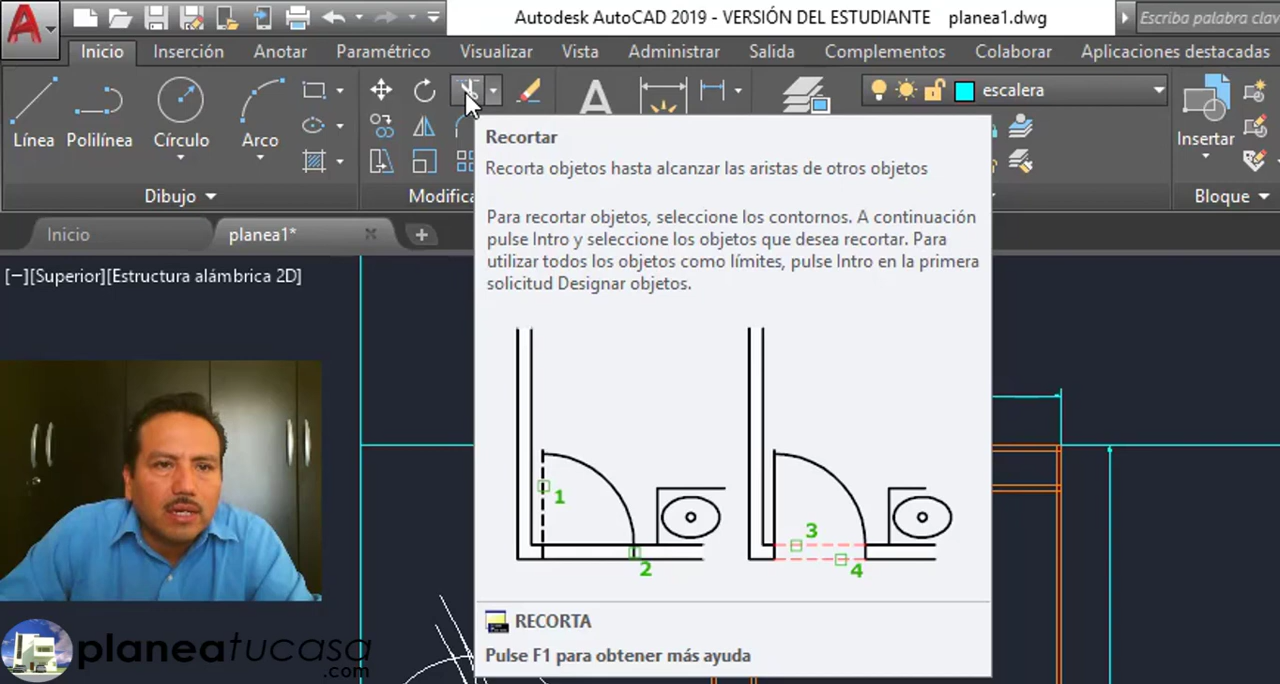 Autodesk AutoCAD 2019 - VERSIÓN DEL ESTUDIANTE planea1.dwg
Escriba palabra clav
Inicio Inserción Anotar Paramétrico Visualizar Vista Administrar Salida Complementos Colaborar Aplicaciones destacadas
escalera
Línea Polilínea Círculo Arco
Insertar
Dibujo
Modifica
Bloque
Inicio
planea1*
[−][Superior][Estructura alámbrica 2D]
Recortar
Recorta objetos hasta alcanzar las aristas de otros objetos
Para recortar objetos, seleccione los contornos. A continuación
pulse Intro y seleccione los objetos que desea recortar. Para
utilizar todos los objetos como límites, pulse Intro en la primera
solicitud Designar objetos.
1
2
3
4
RECORTA
Pulse F1 para obtener más ayuda
planeatucasa
.com